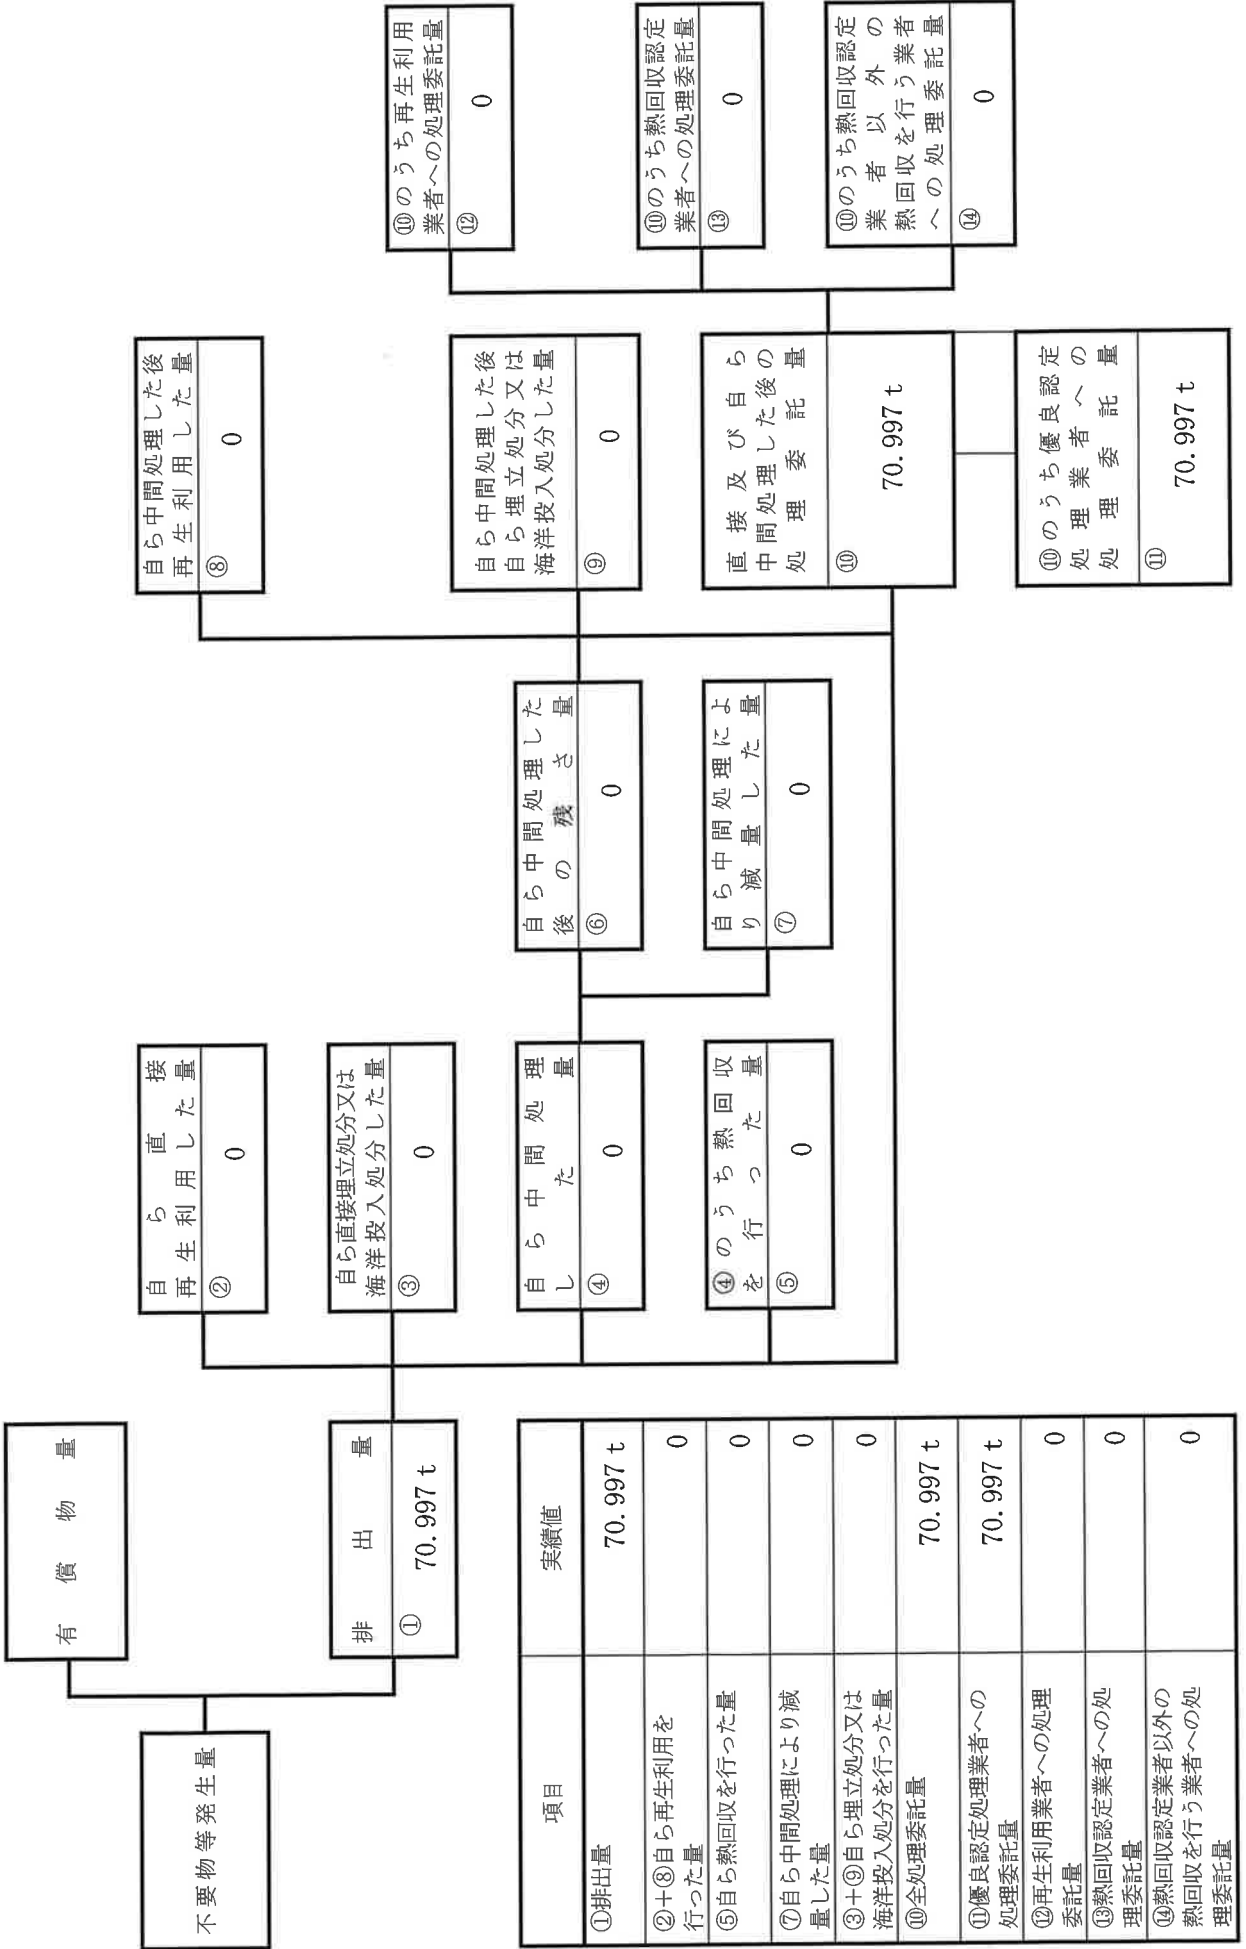 有償物量
不要物等発生量
排出量
① 70.997 t
自ら直接
再生利用した量
② 0
自ら直接埋立処分又は
海洋投入処分した量
③ 0
自ら中間処理
した量
④ 0
④のうち熱回収
を行った量
⑤ 0
自ら中間処理した
後の残さ量
⑥ 0
自ら中間処理によ
り減量した量
⑦ 0
自ら中間処理した後
再生利用した量
⑧ 0
自ら中間処理した後
自ら埋立処分又は
海洋投入処分した量
⑨ 0
直接及び自ら
中間処理した後の
処理委託量
⑩ 70.997 t
⑩のうち優良認定
処理業者への
処理委託量
⑪ 70.997 t
⑩のうち再生利用
業者への処理委託量
⑫ 0
⑩のうち熱回収認定
業者への処理委託量
⑬ 0
⑩のうち熱回収認定
業者以外の
熱回収を行う業者
への処理委託量
⑭ 0
項目 実績値
①排出量 70.997 t
②+⑧自ら再生利用を
行った量 0
⑤自ら熱回収を行った量 0
⑦自ら中間処理により減
量した量 0
③+⑨自ら埋立処分又は
海洋投入処分を行った量 0
⑩全処理委託量 70.997 t
⑪優良認定処理業者への
処理委託量 70.997 t
⑫再生利用業者への処理
委託量 0
⑬熱回収認定業者への処
理委託量 0
⑭熱回収認定業者以外の
熱回収を行う業者への処
理委託量 0